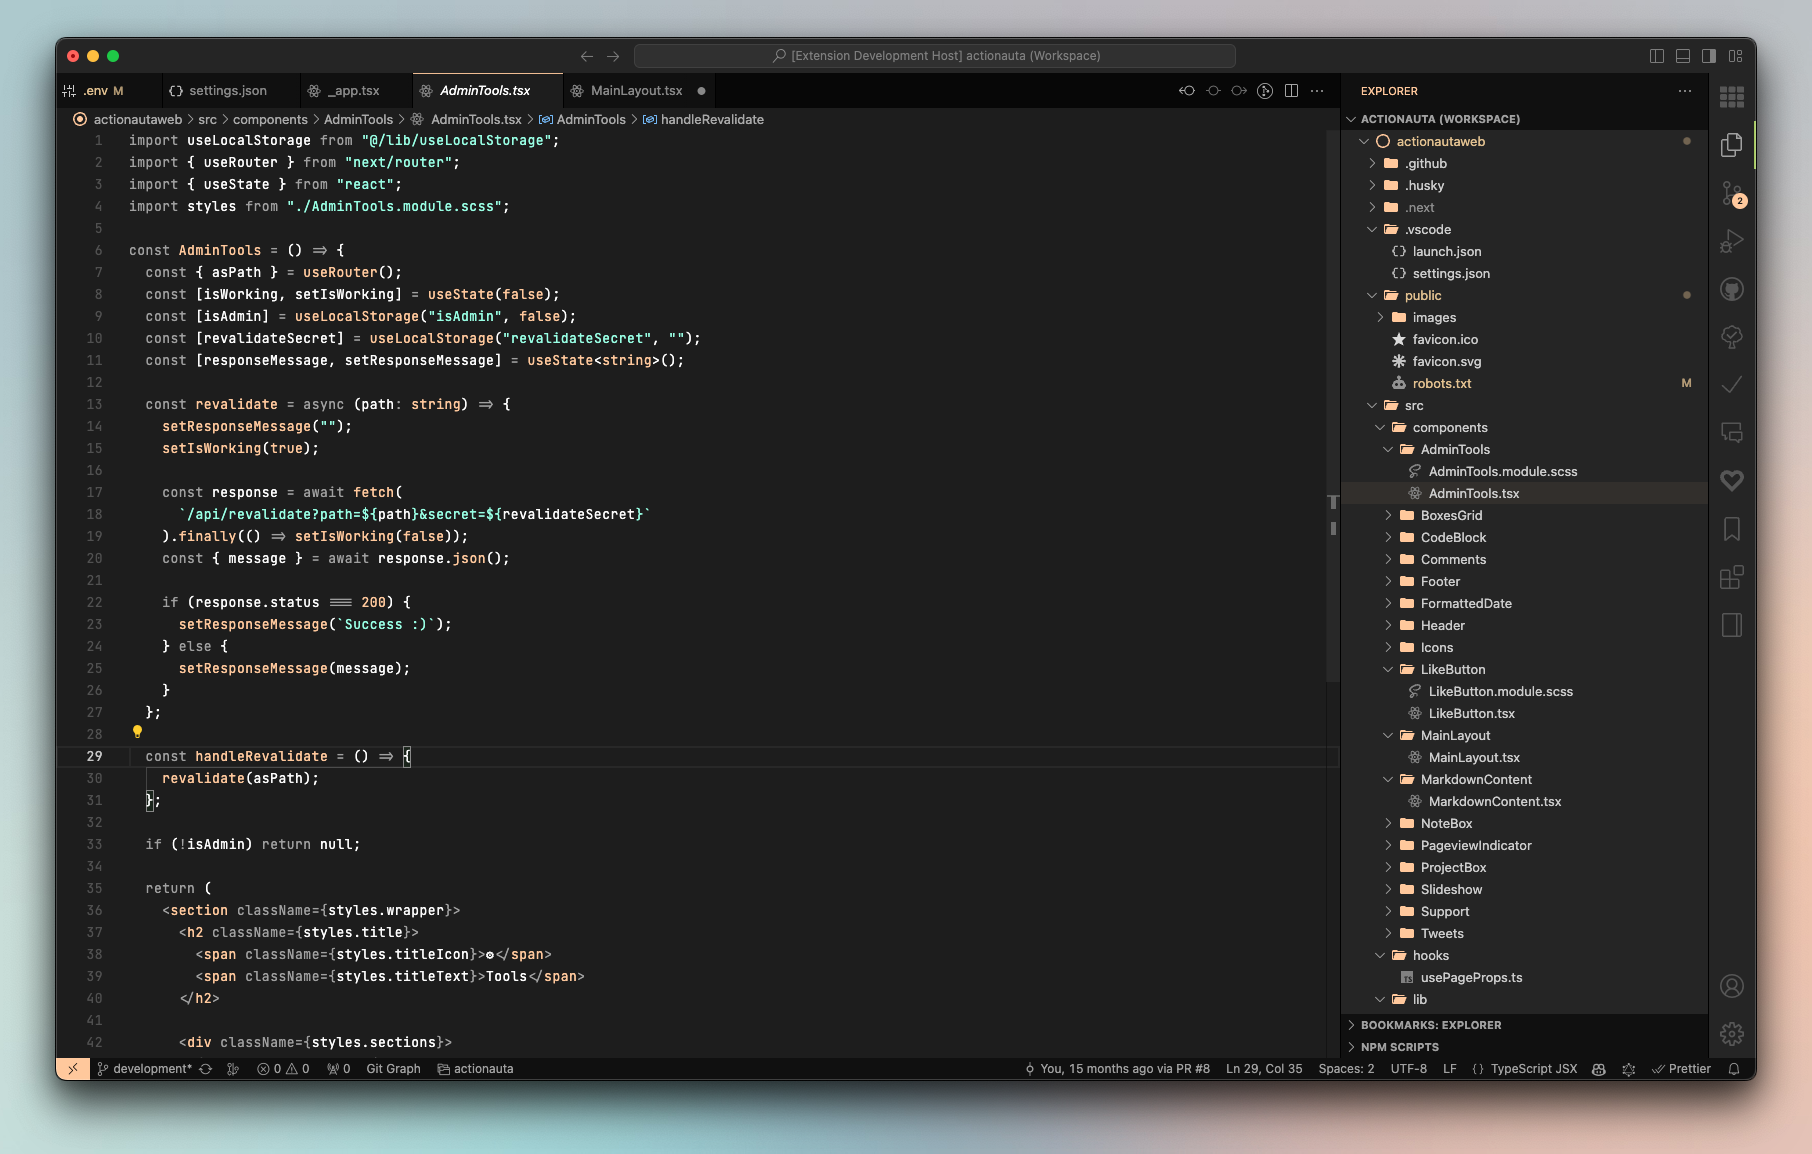 [Extension Development Host] actionauta (Workspace)
.env M
settings.json
_app.tsx
AdminTools.tsx
MainLayout.tsx
actionautaweb > src > components > AdminTools > AdminTools.tsx > AdminTools > handleRevalidate
1 import useLocalStorage from "@/lib/useLocalStorage";
2 import { useRouter } from "next/router";
3 import { useState } from "react";
4 import styles from "./AdminTools.module.scss";
5
6 const AdminTools = () => {
7 const { asPath } = useRouter();
8 const [isWorking, setIsWorking] = useState(false);
9 const [isAdmin] = useLocalStorage("isAdmin", false);
10 const [revalidateSecret] = useLocalStorage("revalidateSecret", "");
11 const [responseMessage, setResponseMessage] = useState<string>();
12
13 const revalidate = async (path: string) => {
14 setResponseMessage("");
15 setIsWorking(true);
16
17 const response = await fetch(
18 `/api/revalidate?path=${path}&secret=${revalidateSecret}`
19 ).finally(() => setIsWorking(false));
20 const { message } = await response.json();
21
22 if (response.status === 200) {
23 setResponseMessage(`Success :)`);
24 } else {
25 setResponseMessage(message);
26 }
27 };
28
29 const handleRevalidate = () => {
30 revalidate(asPath);
31 };
32
33 if (!isAdmin) return null;
34
35 return (
36 <section className={styles.wrapper}>
37 <h2 className={styles.title}>
38 <span className={styles.titleIcon}>⚙</span>
39 <span className={styles.titleText}>Tools</span>
40 </h2>
41
42 <div className={styles.sections}>
EXPLORER
ACTIONAUTA (WORKSPACE)
actionautaweb
.github
.husky
.next
.vscode
launch.json
settings.json
public
images
favicon.ico
favicon.svg
robots.txt M
src
components
AdminTools
AdminTools.module.scss
AdminTools.tsx
BoxesGrid
CodeBlock
Comments
Footer
FormattedDate
Header
Icons
LikeButton
LikeButton.module.scss
LikeButton.tsx
MainLayout
MainLayout.tsx
MarkdownContent
MarkdownContent.tsx
NoteBox
PageviewIndicator
ProjectBox
Slideshow
Support
Tweets
hooks
TS usePageProps.ts
lib
BOOKMARKS: EXPLORER
NPM SCRIPTS
2
development* 0 0 0 Git Graph actionauta
You, 15 months ago via PR #8 Ln 29, Col 35 Spaces: 2 UTF-8 LF {} TypeScript JSX Prettier